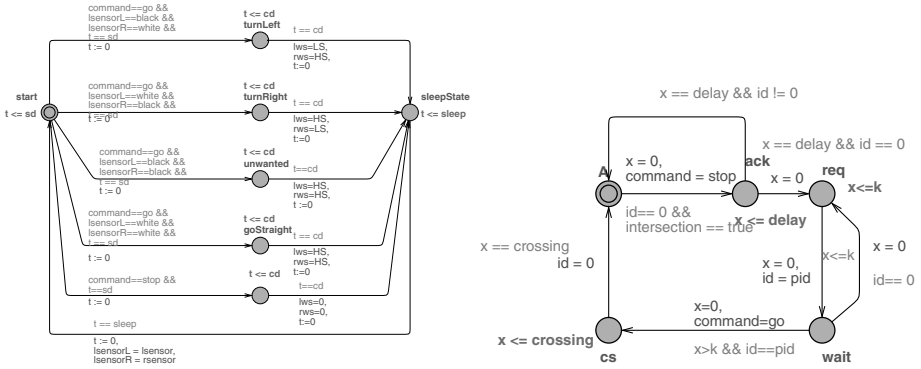 command==go &&
lsensorL==black &&
lsensorR==white &&
t == sd
t := 0
t <= cd
turnLeft
t == cd
lws=LS,
rws=HS,
t:=0
start
t <= sd
command==go &&
lsensorL==white &&
lsensorR==black &&
t == sd
t := 0
t <= cd
turnRight
t == cd
lws=HS,
rws=LS,
t:=0
sleepState
t <= sleep
command==go &&
lsensorL==black &&
lsensorR==black &&
t == sd
t := 0
t <= cd
unwanted
t==cd
lws=HS,
rws=HS,
t:=0
command==go &&
lsensorL==white &&
lsensorR==white &&
t == sd
t := 0
t <= cd
goStraight
t == cd
lws=HS,
rws=HS,
t:=0
command==stop &&
t==sd
t := 0
t <= cd
t==cd
lws=0,
rws=0,
t:=0
t == sleep
t := 0,
lsensorL = lsensor,
lsensorR = rsensor
x == delay && id != 0
x == delay && id == 0
A
x = 0,
command = stop
id== 0 &&
intersection == true
ack
x <= delay
x = 0
req
x<=k
x == crossing
id = 0
x = 0,
id = pid
x<=k
x = 0
id== 0
x=0,
command=go
x <= crossing
cs
x>k && id==pid
wait